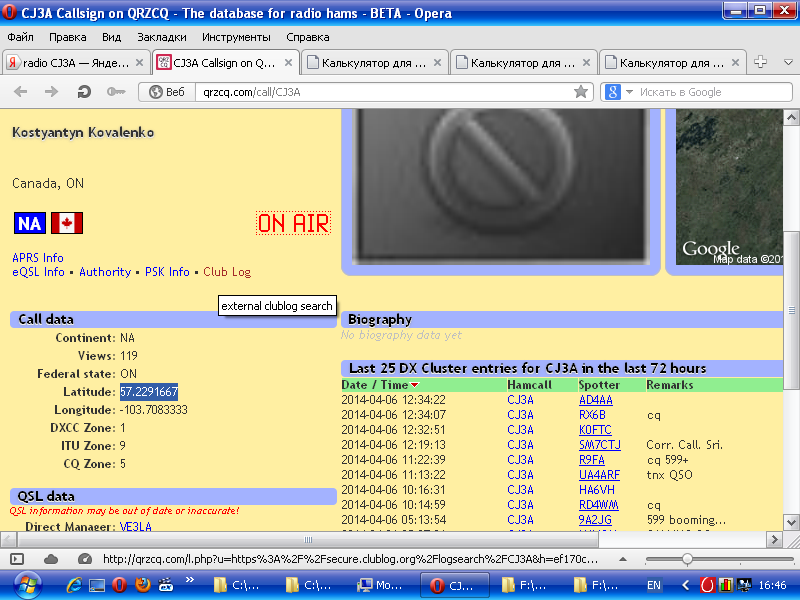 CJ3A Callsign on QRZCQ - The database for radio hams - BETA - Opera
Файл Правка Вид Закладки Инструменты Справка
radio CJ3A — Янде... CJ3A Callsign on Q... Калькулятор для ... Калькулятор для ... Калькулятор для ...
Веб qrzcq.com/call/CJ3A Искать в Google
Kostyantyn Kovalenko
Canada, ON
NA
ON AIR
APRS Info
eQSL Info • Authority • PSK Info • Club Log
Google
Map data ©201
external clublog search
Call data
Continent: NA
Views: 119
Federal state: ON
Latitude: 57.2291667
Longitude: -103.7083333
DXCC Zone: 1
ITU Zone: 9
CQ Zone: 5
QSL data
QSL information may be out of date or inaccurate!
Direct Manager: VE3LA
Biography
No biography data yet
Last 25 DX Cluster entries for CJ3A in the last 72 hours
Date / Time Hamcall Spotter Remarks
2014-04-06 12:34:22 CJ3A AD4AA
2014-04-06 12:34:07 CJ3A RX6B cq
2014-04-06 12:32:51 CJ3A K0FTC
2014-04-06 12:19:13 CJ3A SM7CTJ Corr. Call. Sri.
2014-04-06 11:22:39 CJ3A R9FA cq 599+
2014-04-06 11:13:22 CJ3A UA4ARF tnx QSO
2014-04-06 10:16:31 CJ3A HA6VH
2014-04-06 10:14:59 CJ3A RD4WM cq
2014-04-06 05:13:54 CJ3A 9A2JG 599 booming...
http://qrzcq.com/l.php?u=https%3A%2F%2Fsecure.clublog.org%2Flogsearch%2FCJ3A&h=ef170c...
C:\... C:\... Mo... CJ... F:\... F:\... EN 16:46